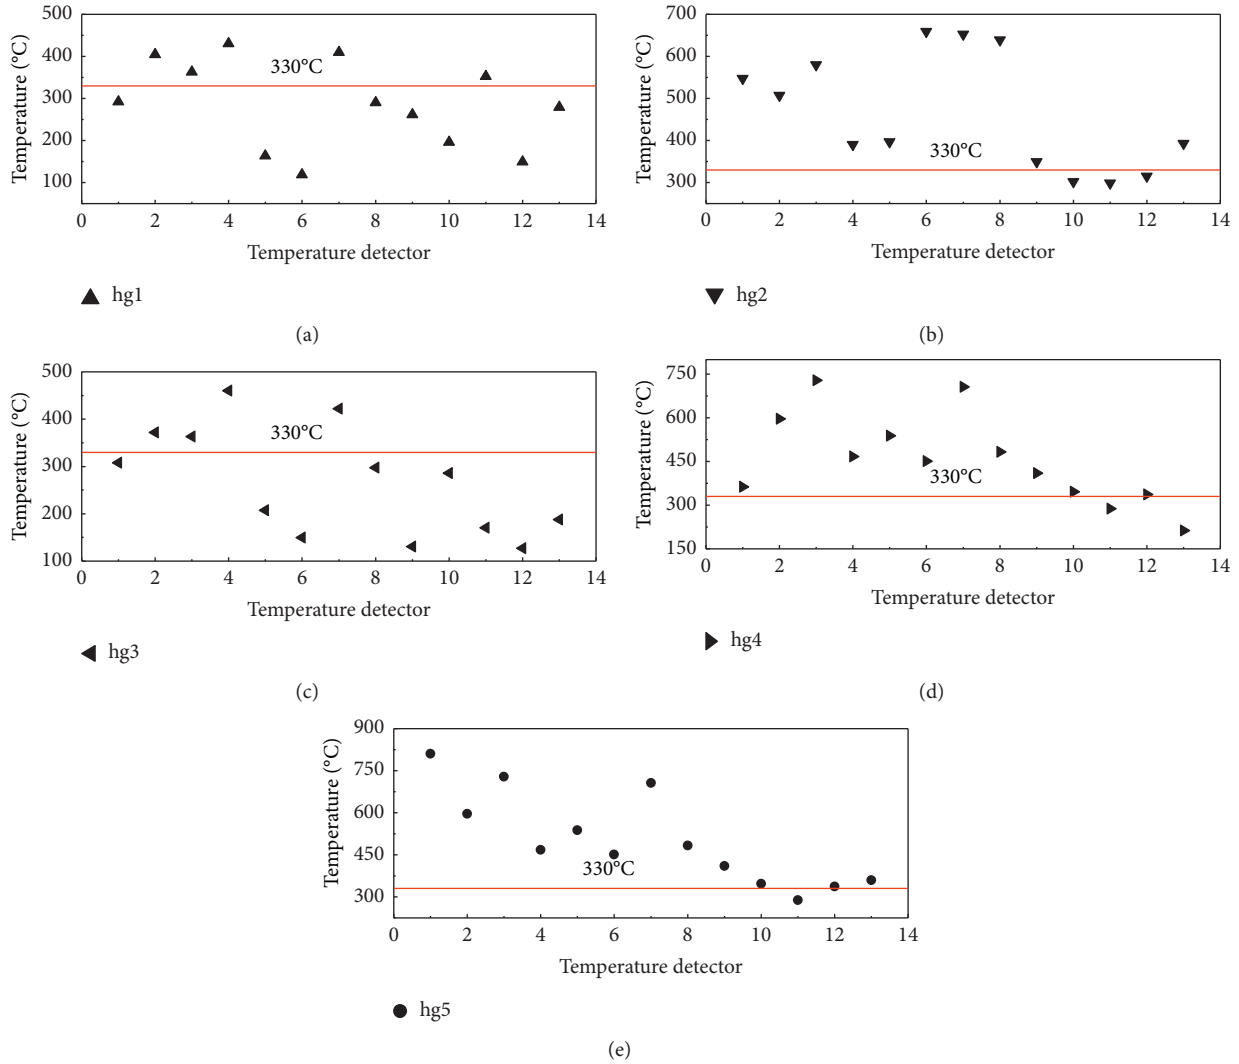 500
400
300
200
100
Temperature (°C)
330°C
0 2 4 6 8 10 12 14
Temperature detector
hg1
(a)
700
600
500
400
300
Temperature (°C)
330°C
0 2 4 6 8 10 12 14
Temperature detector
hg2
(b)
500
400
300
200
100
Temperature (°C)
330°C
0 2 4 6 8 10 12 14
Temperature detector
hg3
(c)
750
600
450
300
150
Temperature (°C)
330°C
0 2 4 6 8 10 12 14
Temperature detector
hg4
(d)
900
750
600
450
300
Temperature (°C)
330°C
0 2 4 6 8 10 12 14
Temperature detector
hg5
(e)